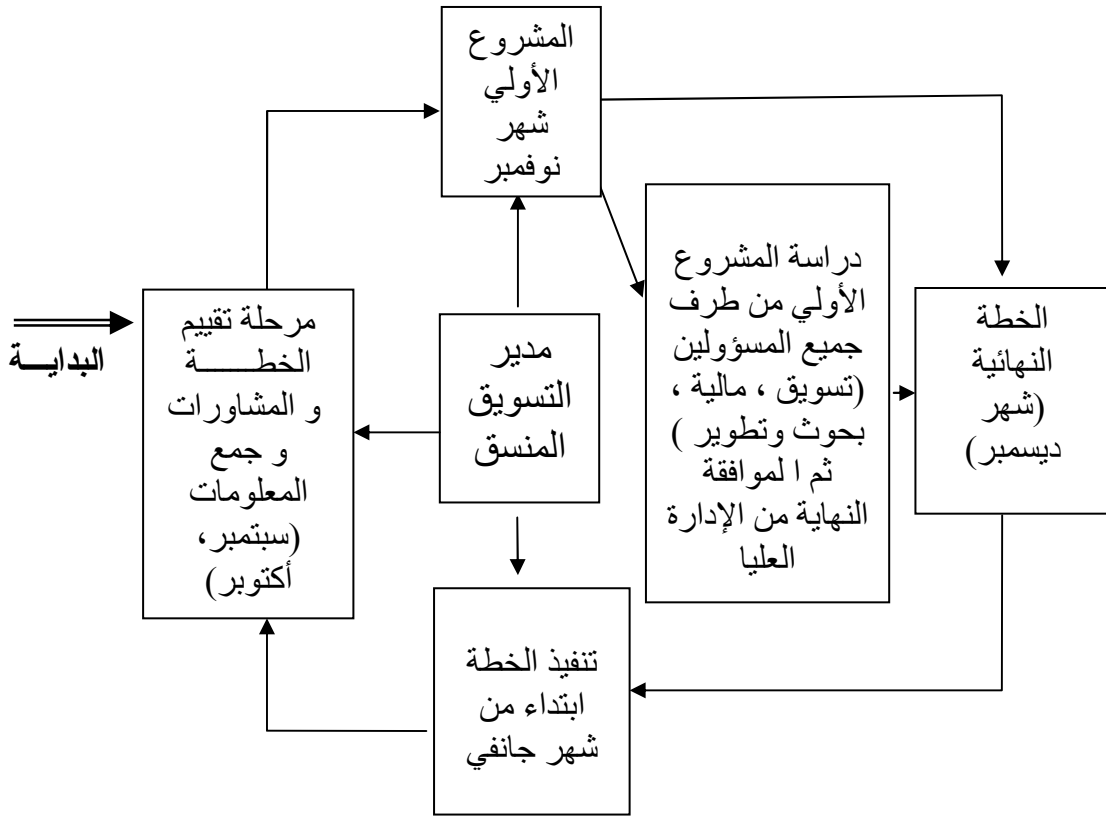 المشروع
الأولي
شهر
نوفمبر
دراسة المشروع
الأولي من طرف
جميع المسؤولين
(تسويق ، مالية ،
بحوث وتطوير )
ثم ا لموافقة
النهاية من الإدارة
العليا
الخطة
النهائية
(شهر
ديسمبر)
مدير
التسويق
المنسق
مرحلة تقييم
الخطـــــــة
و المشاورات
و جمع
المعلومات
(سبتمبر،
أكتوبر)
البدايـــة
تنفيذ الخطة
ابتداء من
شهر جانفي